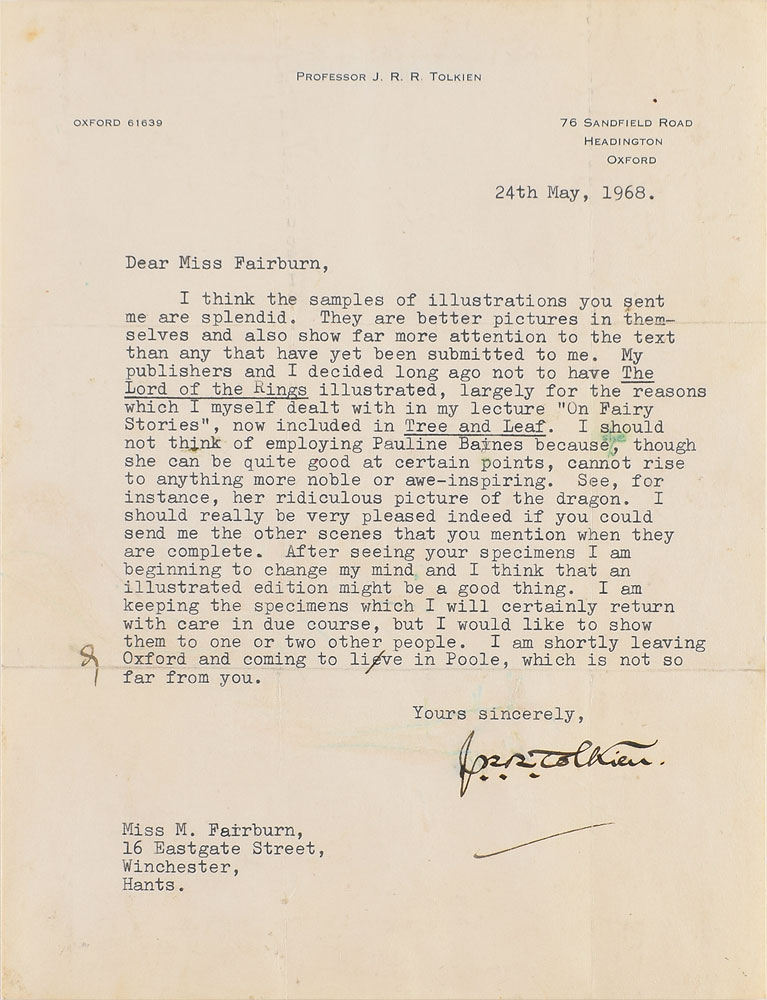 PROFESSOR J. R. R. TOLKIEN
OXFORD 61639
76 SANDFIELD ROAD
HEADINGTON
OXFORD
24th May, 1968.
Dear Miss Fairburn,
I think the samples of illustrations you sent
me are splendid. They are better pictures in them-
selves and also show far more attention to the text
than any that have yet been submitted to me. My
publishers and I decided long ago not to have The
Lord of the Rings illustrated, largely for the reasons
which I myself dealt with in my lecture "On Fairy
Stories", now included in Tree and Leaf. I should
not think of employing Pauline Baines because, though
she can be quite good at certain points, cannot rise
to anything more noble or awe-inspiring. See, for
instance, her ridiculous picture of the dragon. I
should really be very pleased indeed if you could
send me the other scenes that you mention when they
are complete. After seeing your specimens I am
beginning to change my mind and I think that an
illustrated edition might be a good thing. I am
keeping the specimens which I will certainly return
with care in due course, but I would like to show
them to one or two other people. I am shortly leaving
Oxford and coming to lieve in Poole, which is not so
far from you.
Yours sincerely,
J.R.R. Tolkien.
Miss M. Fairburn,
16 Eastgate Street,
Winchester,
Hants.